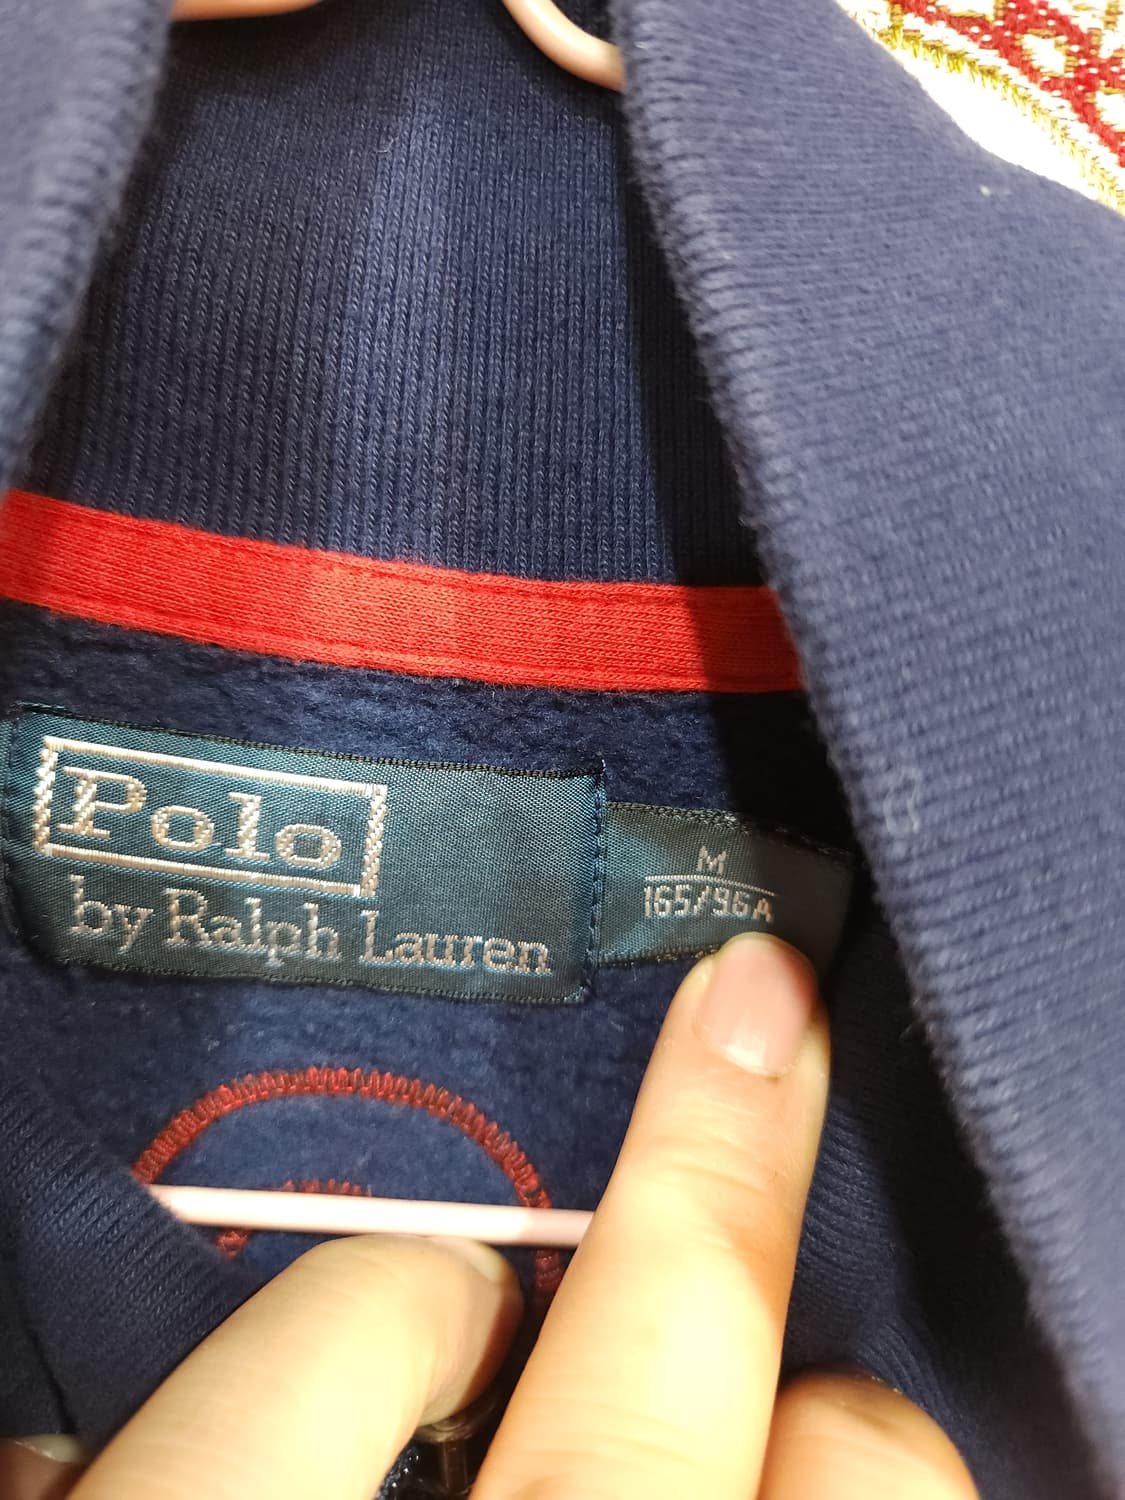 Polo
by Ralph Lauren
M
165/96A